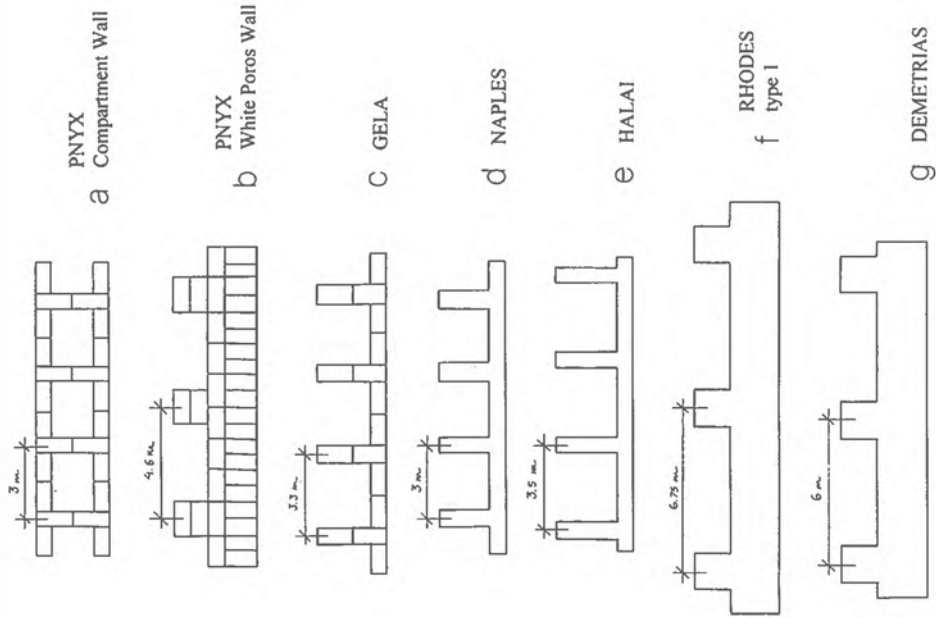 3 m
PNYX
Compartment Wall
a
4.6 m
PNYX
White Poros Wall
b
3.3 m
c GELA
3 m
d NAPLES
3.5 m
e HALAI
6.75 m
RHODES
type 1
f
6 m
g DEMETRIAS